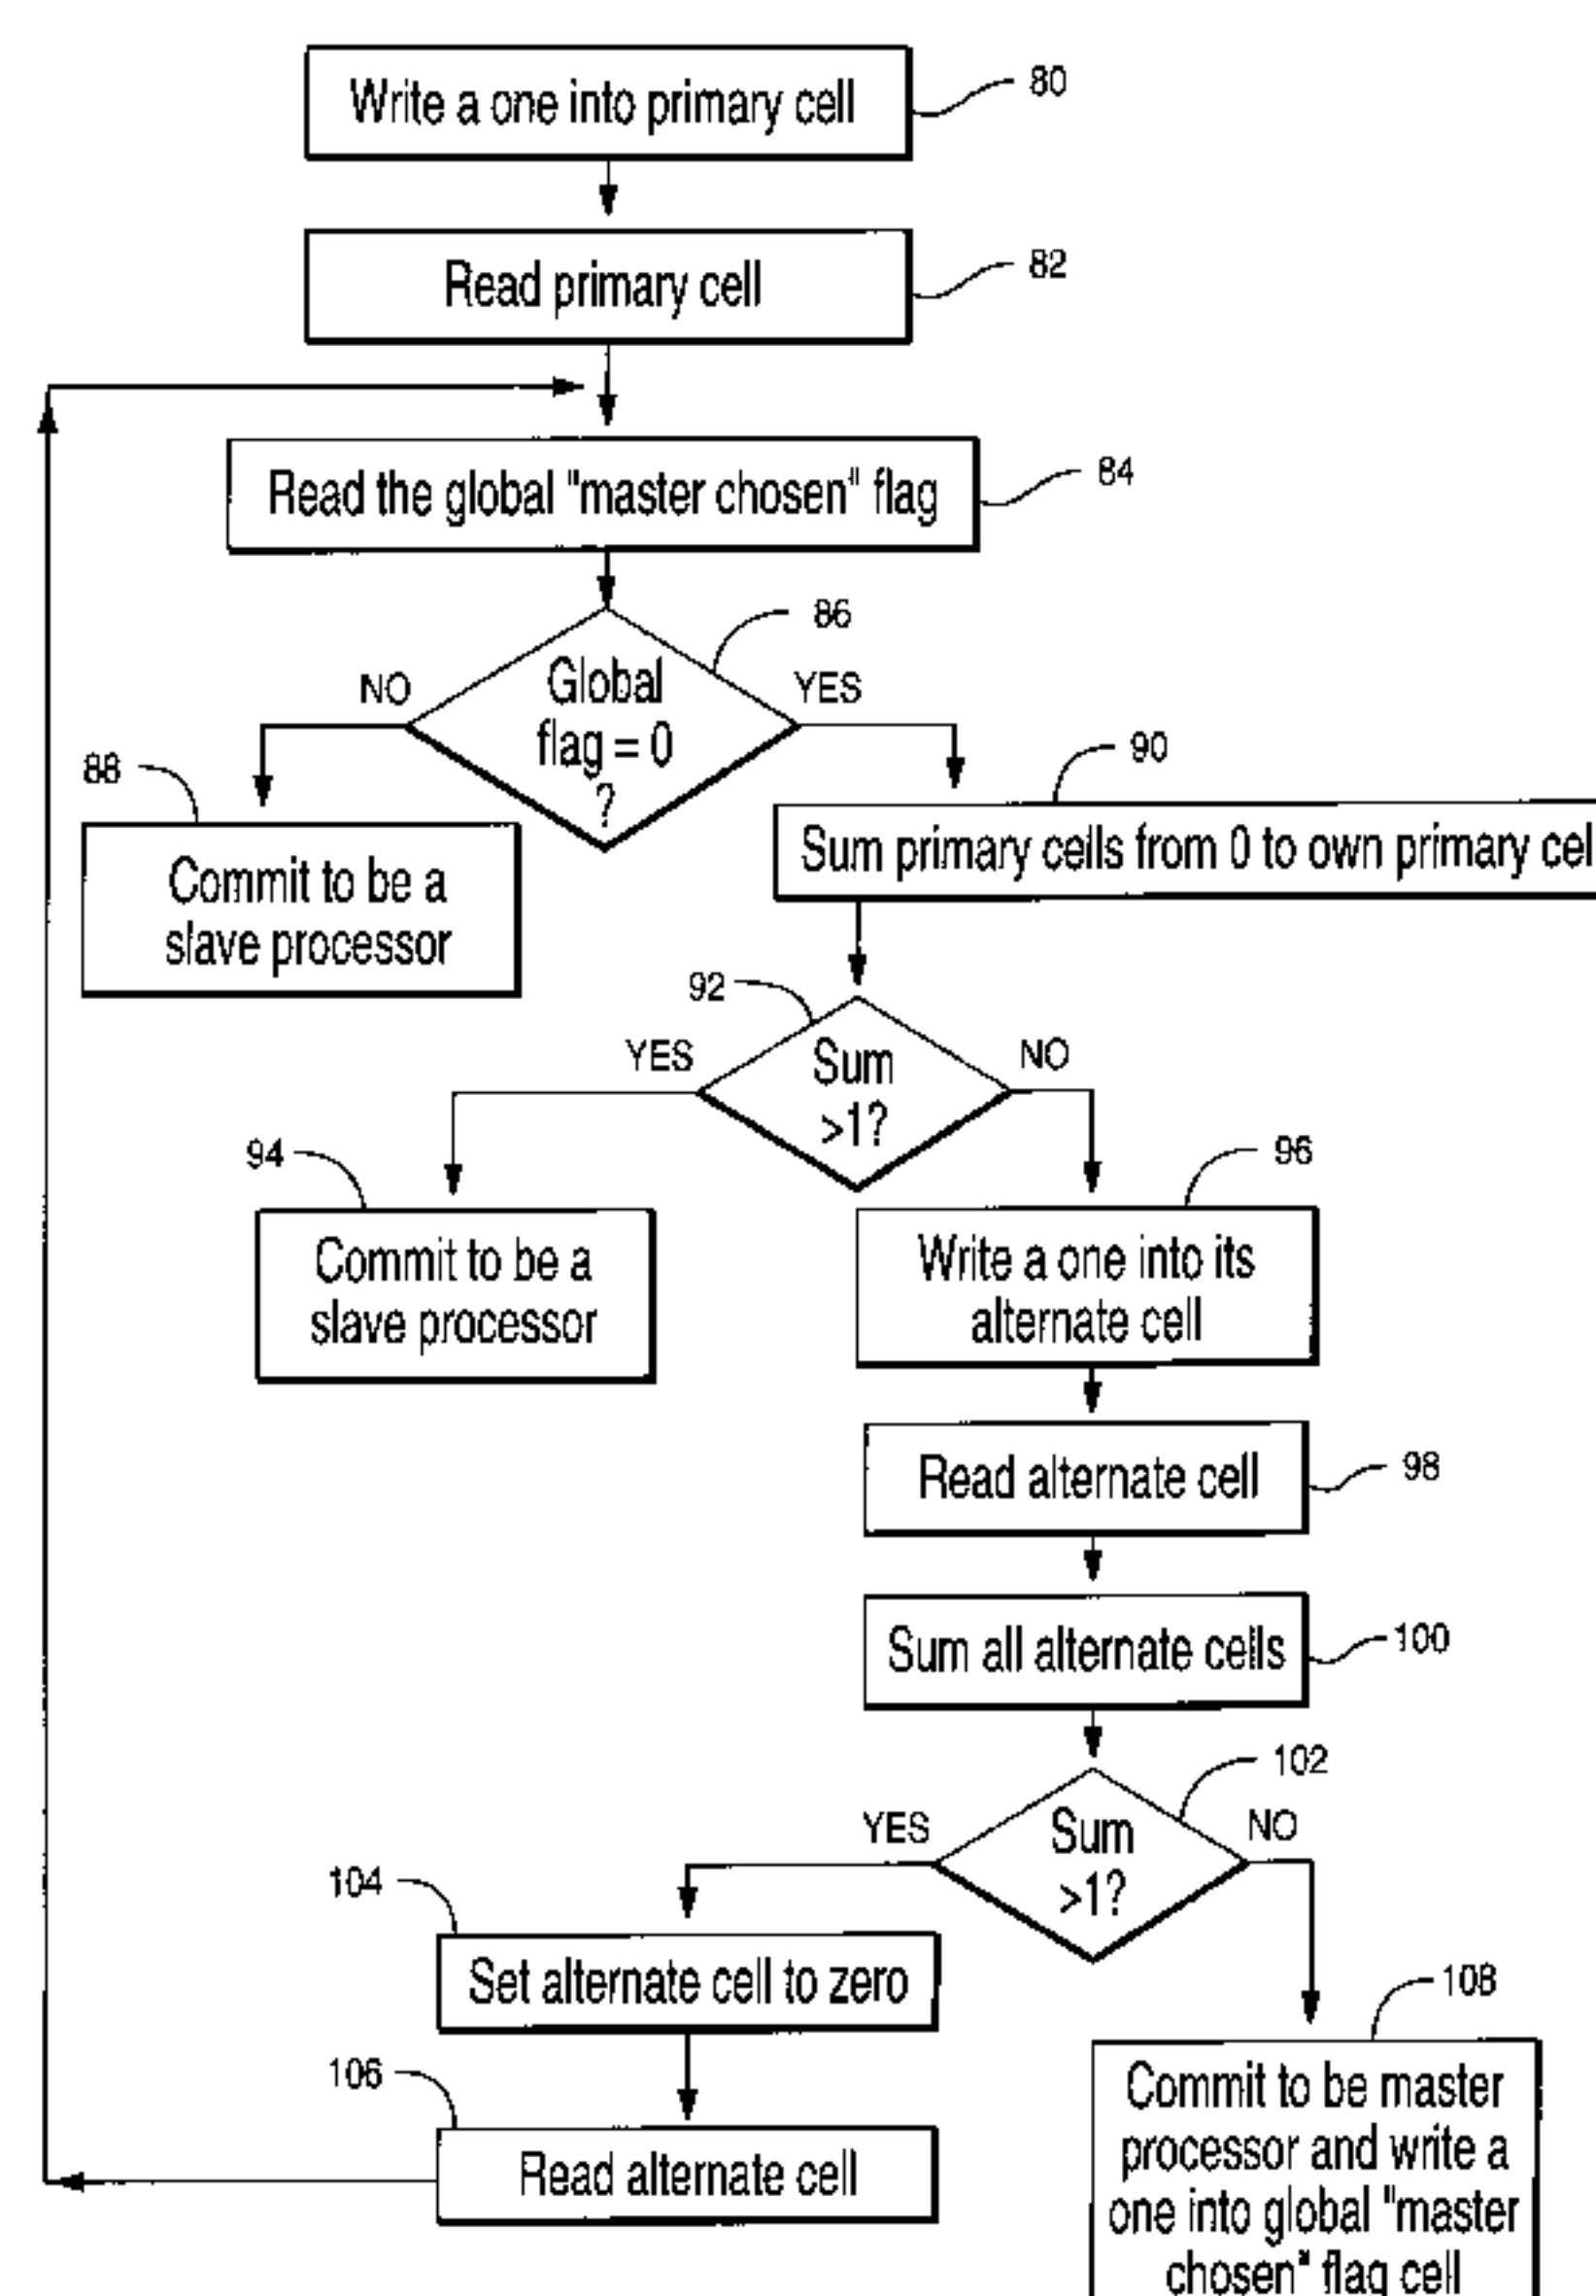 Write a one into primary cell
80
Read primary cell
82
Read the global "master chosen" flag
84
86
NO
Global
flag = 0
?
YES
88
Commit to be a
slave processor
90
Sum primary cells from 0 to own primary cel
92
YES
Sum
>1?
NO
94
Commit to be a
slave processor
96
Write a one into its
alternate cell
Read alternate cell
98
Sum all alternate cells
100
102
YES
Sum
>1?
NO
104
Set alternate cell to zero
106
Read alternate cell
108
Commit to be master
processor and write a
one into global "master
chosen" flag cell